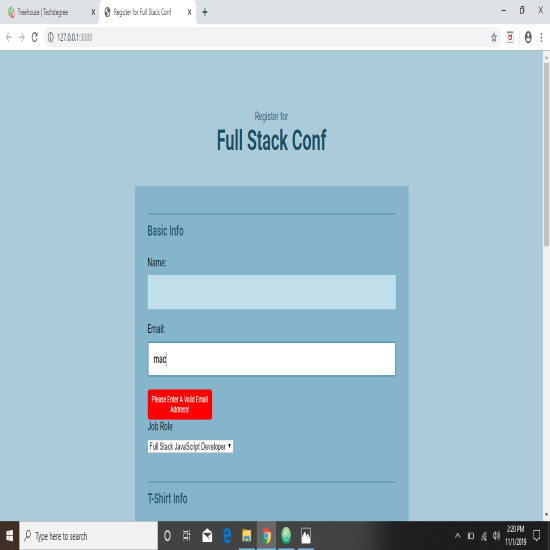 Treehouse | Techdegree
Register for Full Stack Conf
127.0.0.1:3000
Register for
Full Stack Conf
Basic Info
Name:
Email:
mac
Please Enter A Valid Email
Address!
Job Role
Full Stack JavaScript Developer
T-Shirt Info
Type here to search
2:20 PM
11/1/2019